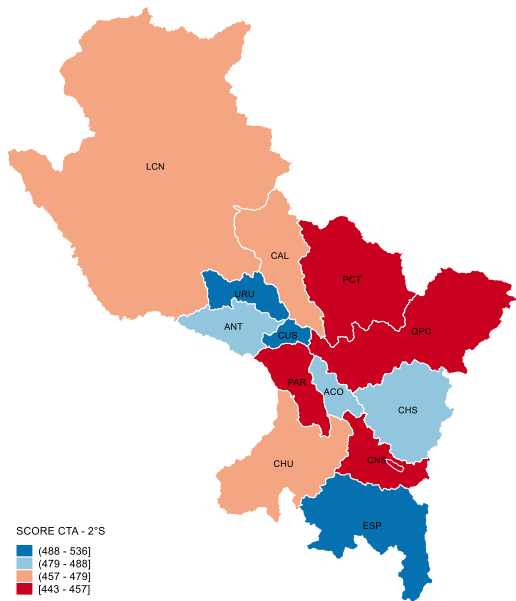 LCN
CAL
PCT
URU
ANT
CUS
QPC
PAR
ACO
CHS
CHU
CNS
ESP
SCORE CTA - 2°S
(488 - 536]
(479 - 488]
(457 - 479]
[443 - 457]